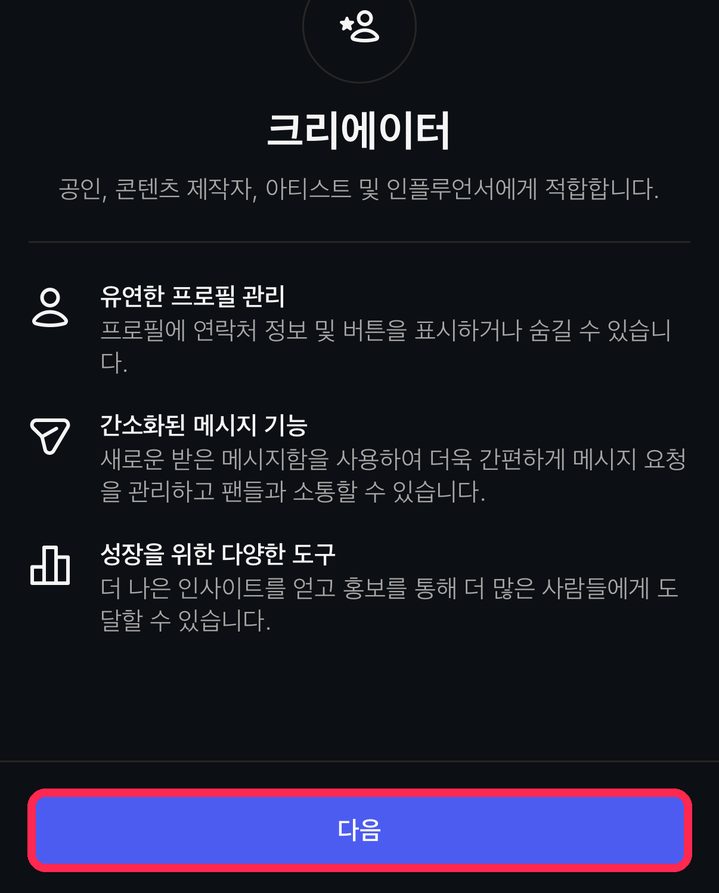 크리에이터
공인, 콘텐츠 제작자, 아티스트 및 인플루언서에게 적합합니다.
유연한 프로필 관리
프로필에 연락처 정보 및 버튼을 표시하거나 숨길 수 있습니
다.
간소화된 메시지 기능
새로운 받은 메시지함을 사용하여 더욱 간편하게 메시지 요청
을 관리하고 팬들과 소통할 수 있습니다.
성장을 위한 다양한 도구
더 나은 인사이트를 얻고 홍보를 통해 더 많은 사람들에게 도
달할 수 있습니다.
다음